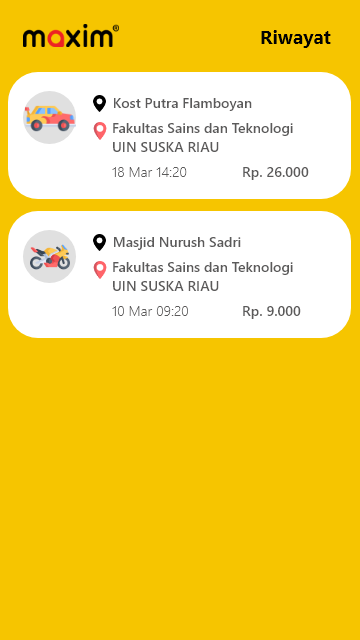 maxim®
Riwayat
Kost Putra Flamboyan
Fakultas Sains dan Teknologi
UIN SUSKA RIAU
18 Mar 14:20 Rp. 26.000
Masjid Nurush Sadri
Fakultas Sains dan Teknologi
UIN SUSKA RIAU
10 Mar 09:20 Rp. 9.000